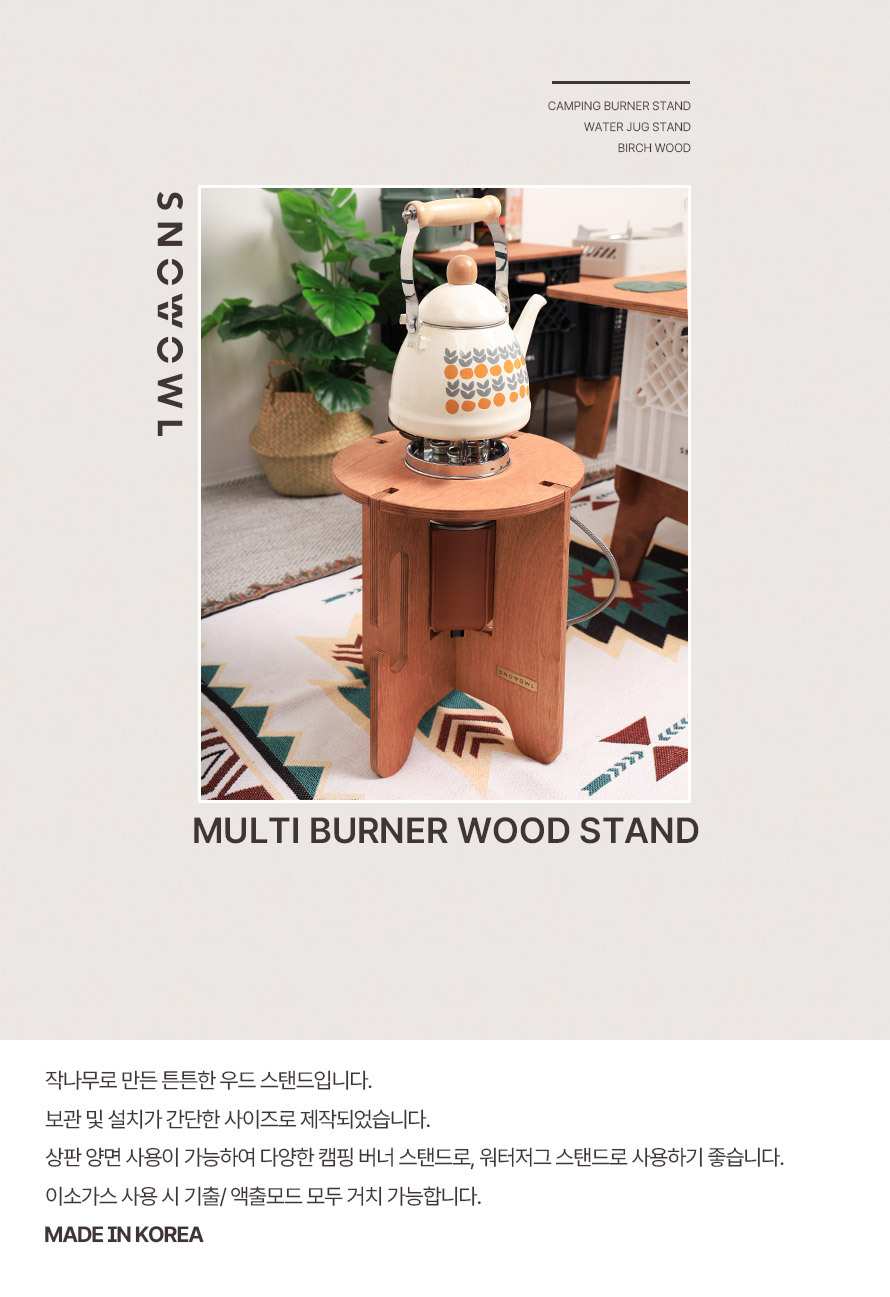 CAMPING BURNER STAND
WATER JUG STAND
BIRCH WOOD
SNOWOWL
SNOWOWL
MULTI BURNER WOOD STAND
작나무로 만든 튼튼한 우드 스탠드입니다.
보관 및 설치가 간단한 사이즈로 제작되었습니다.
상판 양면 사용이 가능하여 다양한 캠핑 버너 스탠드로, 워터저그 스탠드로 사용하기 좋습니다.
이소가스 사용 시 기출/ 액출모드 모두 거치 가능합니다.
MADE IN KOREA